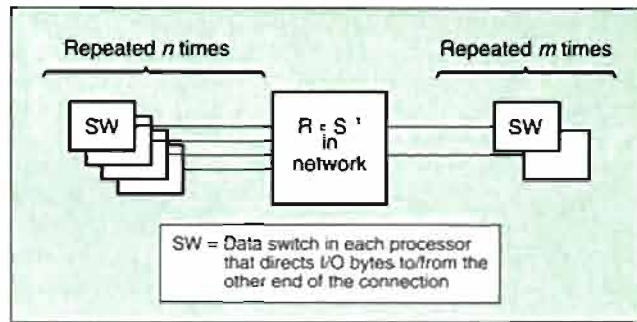 Repeated n times
Repeated m times
SW
in
network
SW
SW = Data switch in each processor
that directs I/O bytes to/from the
other end of the connection